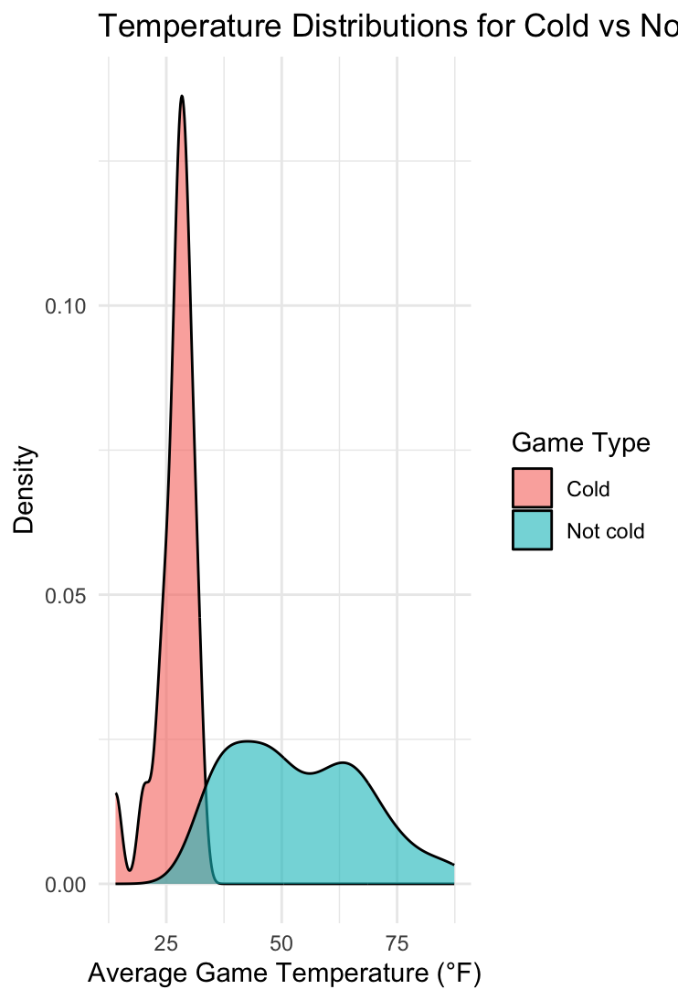 Temperature Distributions for Cold vs No
0.10
0.05
0.00
Density
25 50 75
Average Game Temperature (°F)
Game Type
Cold
Not cold